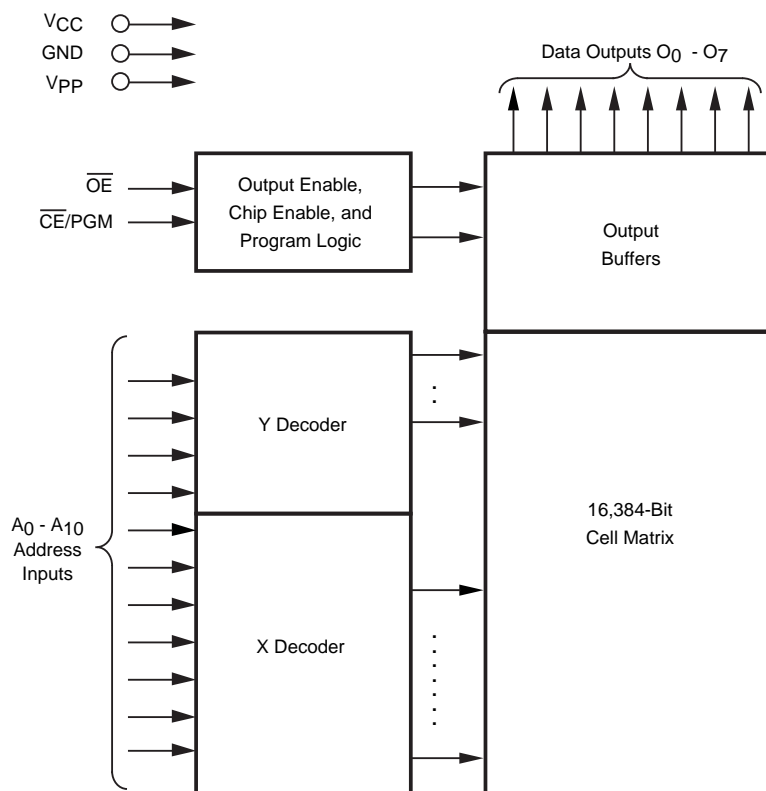 VCC
GND
VPP
Data Outputs O0 - O7
OE
CE/PGM
Output Enable,
Chip Enable, and
Program Logic
Output
Buffers
Y Decoder
A0 - A10
Address
Inputs
16,384-Bit
Cell Matrix
X Decoder